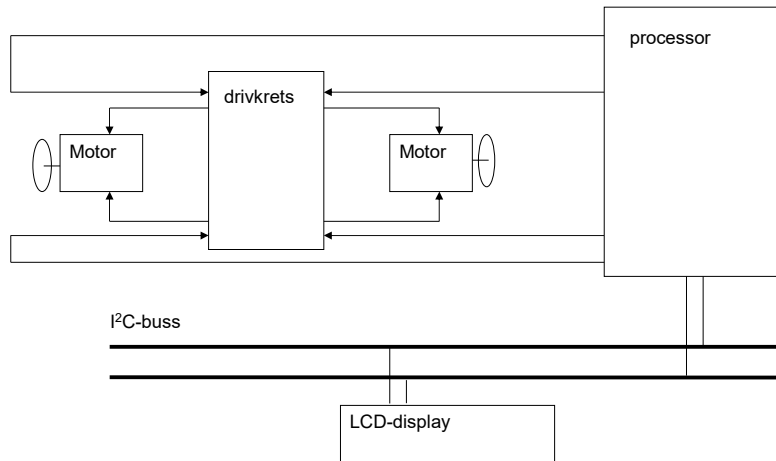 processor
drivkrets
Motor
Motor
I²C-buss
LCD-display